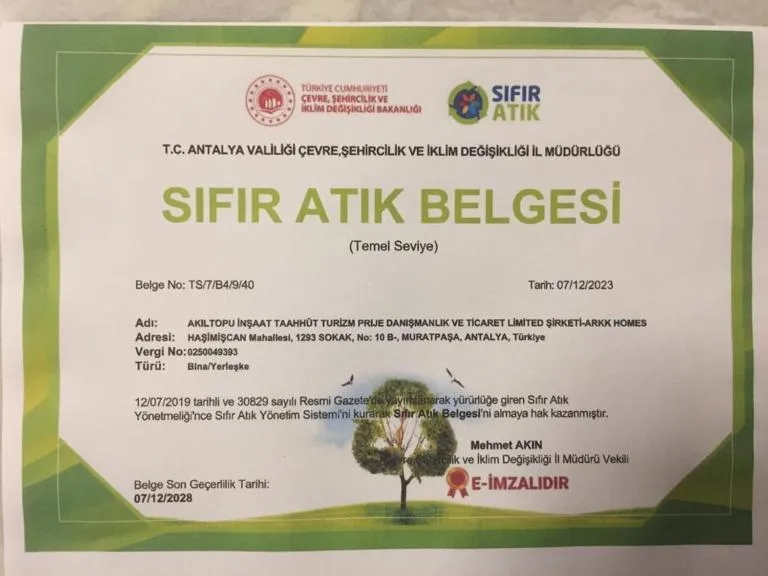 TÜRKİYE CUMHURİYETİ
ÇEVRE, ŞEHİRCİLİK VE
İKLİM DEĞİŞİKLİĞİ BAKANLIĞI
SIFIR
ATIK
T.C. ANTALYA VALİLİĞİ ÇEVRE,ŞEHİRCİLİK VE İKLİM DEĞİŞİKLİĞİ İL MÜDÜRLÜĞÜ
SIFIR ATIK BELGESİ
(Temel Seviye)
Belge No: TS/7/B4/9/40
Tarih: 07/12/2023
Adı: AKILTOPU İNŞAAT TAAHHÜT TURİZM PRIJE DANIŞMANLIK VE TİCARET LIMITED ŞİRKETİ-ARKK HOMES
Adresi: HAŞİMİŞCAN Mahallesi, 1293 SOKAK, No: 10 B-, MURATPAŞA, ANTALYA, Türkiye
Vergi No:0250049393
Türü: Bina/Yerleşke
12/07/2019 tarihli ve 30829 sayılı Resmi Gazete'de yayımlanarak yürürlüğe giren Sıfır Atık
Yönetmeliği'nce Sıfır Atık Yönetim Sistemi'ni kurarak Sıfır Atık Belgesi'ni almaya hak kazanmıştır.
Mehmet AKIN
ve İklim Değişikliği İl Müdürü Vekili
E-İMZALIDIR
Belge Son Geçerlilik Tarihi:
07/12/2028